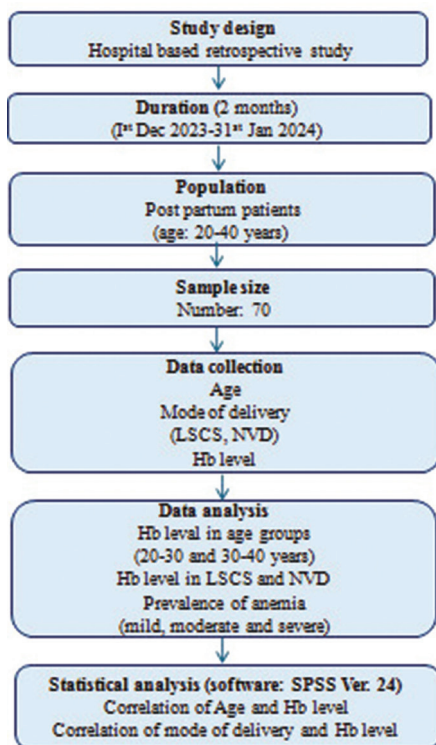 Study design
Hospital based retrospective study
Duration (2 months)
(Ist Dec 2023-31st Jan 2024)
Population
Post partum patients
(age: 20-40 years)
Sample size
Number: 70
Data collection
Age
Mode of delivery
(LSCS, NVD)
Hb level
Data analysis
Hb leval in age groups
(20-30 and 30-40 years)
Hb level in LSCS and NVD
Prevalence of anemia
(mild, moderate and severe)
Statistical analysis (software: SPSS Ver. 24)
Correlation of Age and Hb level
Correlation of mode of delivery and Hb level